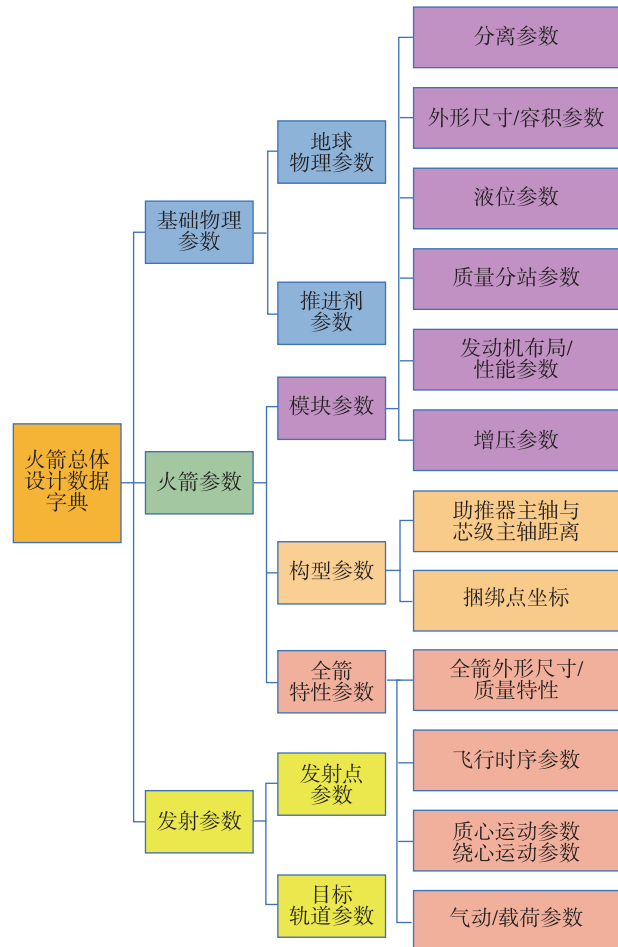 火箭总体
设计数据
字典
基础物理
参数
地球
物理参数
推进剂
参数
火箭参数
模块参数
分离参数
外形尺寸/容积参数
液位参数
质量分站参数
发动机布局/
性能参数
增压参数
构型参数
助推器主轴与
芯级主轴距离
捆绑点坐标
全箭
特性参数
全箭外形尺寸/
质量特性
飞行时序参数
质心运动参数
绕心运动参数
气动/载荷参数
发射参数
发射点
参数
目标
轨道参数